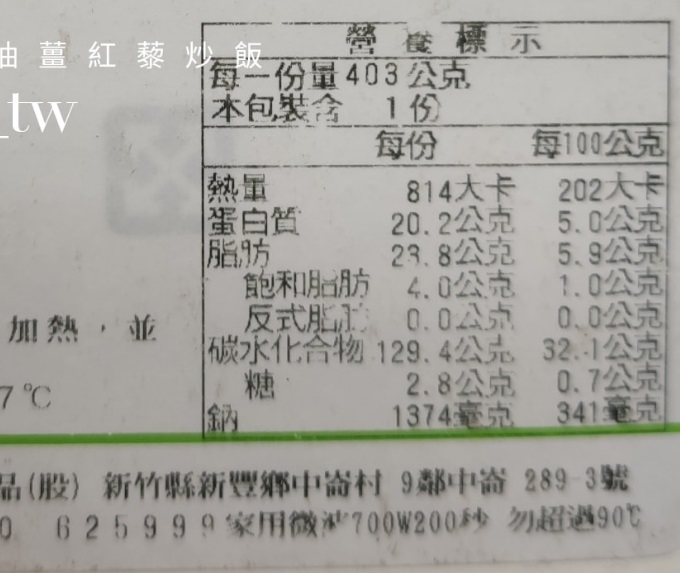 油薑紅藜炒飯
_tw
營養標示
每一份量403公克
本包裝含 1份
每份 每100公克
熱量 814大卡 202大卡
蛋白質 20.2公克 5.0公克
脂肪 23.8公克 5.9公克
飽和脂肪 4.0公克 1.0公克
反式脂肪 0.0公克 0.0公克
碳水化合物 129.4公克 32.1公克
糖 2.8公克 0.7公克
鈉 1374毫克 341毫克
加熱，並
7℃
品(股) 新竹縣新豐鄉中崙村 9鄰中崙 289-3號
0 625999 家用微波700W200秒 勿超過90℃